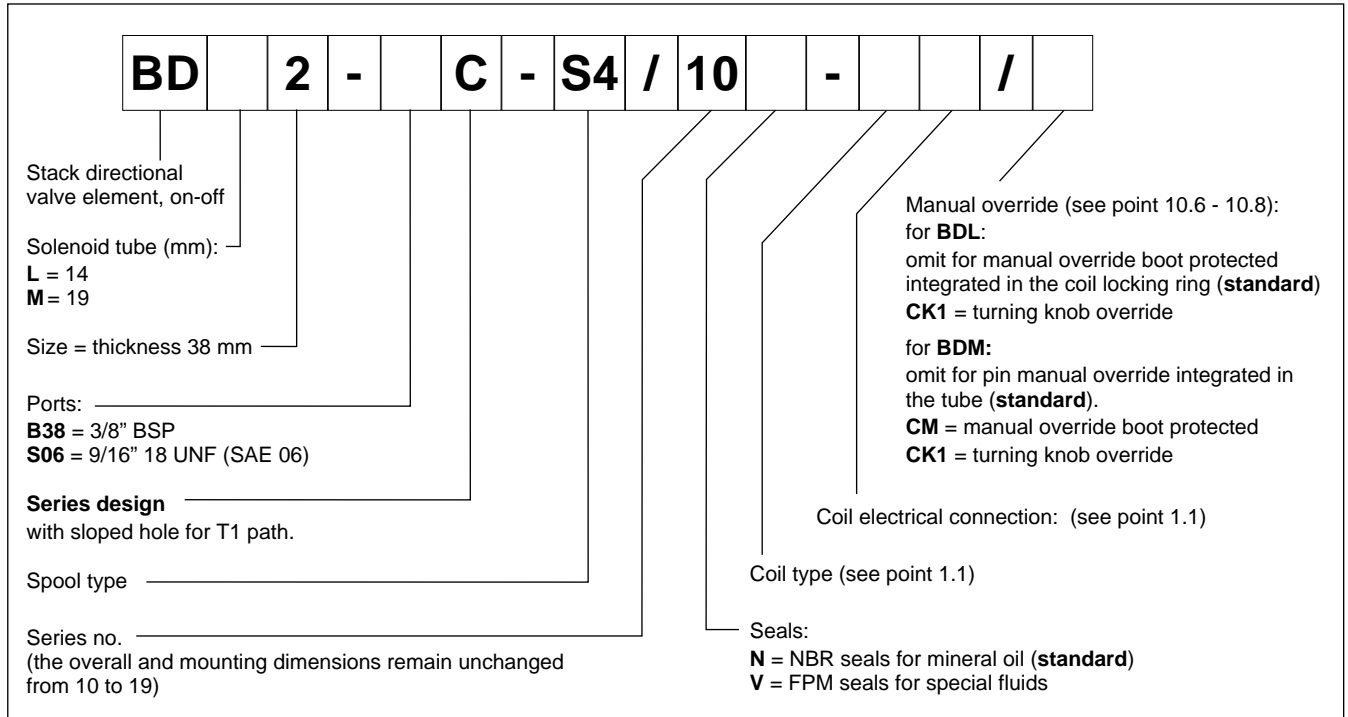 BD 2 - C - S4 / 10 - /
Stack directional
valve element, on-off
Solenoid tube (mm):
L = 14
M = 19
Size = thickness 38 mm
Ports:
B38 = 3/8” BSP
S06 = 9/16” 18 UNF (SAE 06)
Series design
with sloped hole for T1 path.
Spool type
Series no.
(the overall and mounting dimensions remain unchanged
from 10 to 19)
Manual override (see point 10.6 - 10.8):
for BDL:
omit for manual override boot protected
integrated in the coil locking ring (standard)
CK1 = turning knob override
for BDM:
omit for pin manual override integrated in
the tube (standard).
CM = manual override boot protected
CK1 = turning knob override
Coil electrical connection: (see point 1.1)
Coil type (see point 1.1)
Seals:
N = NBR seals for mineral oil (standard)
V = FPM seals for special fluids